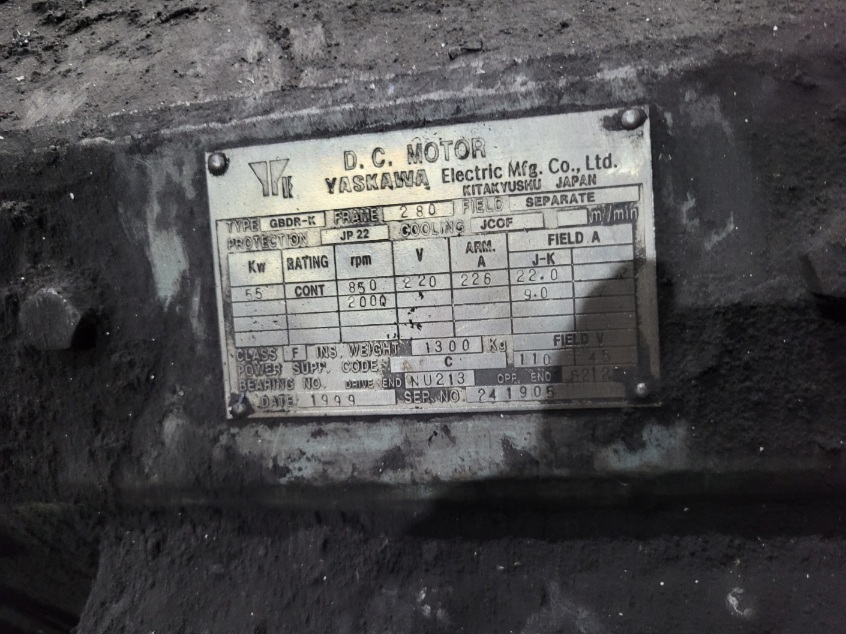 D. C. MOTOR
YASKAWA Electric Mfg. Co., Ltd.
KITAKYUSHU JAPAN
TYPE GBDR-K FRAME 280 FIELD SEPARATE
PROTECTION JP 22 COOLING JCOF m³/min
Kw RATING rpm V ARM. A FIELD A
J-K
55 CONT 850 220 226 22.0
2000 9.0
CLASS F INS. WEIGHT 1300 Kg FIELD V
POWER SUPP. CODE C 110
BEARING NO. DRIVE END NU213 OPP. END 6212
DATE 1999 SER. NO. 241905